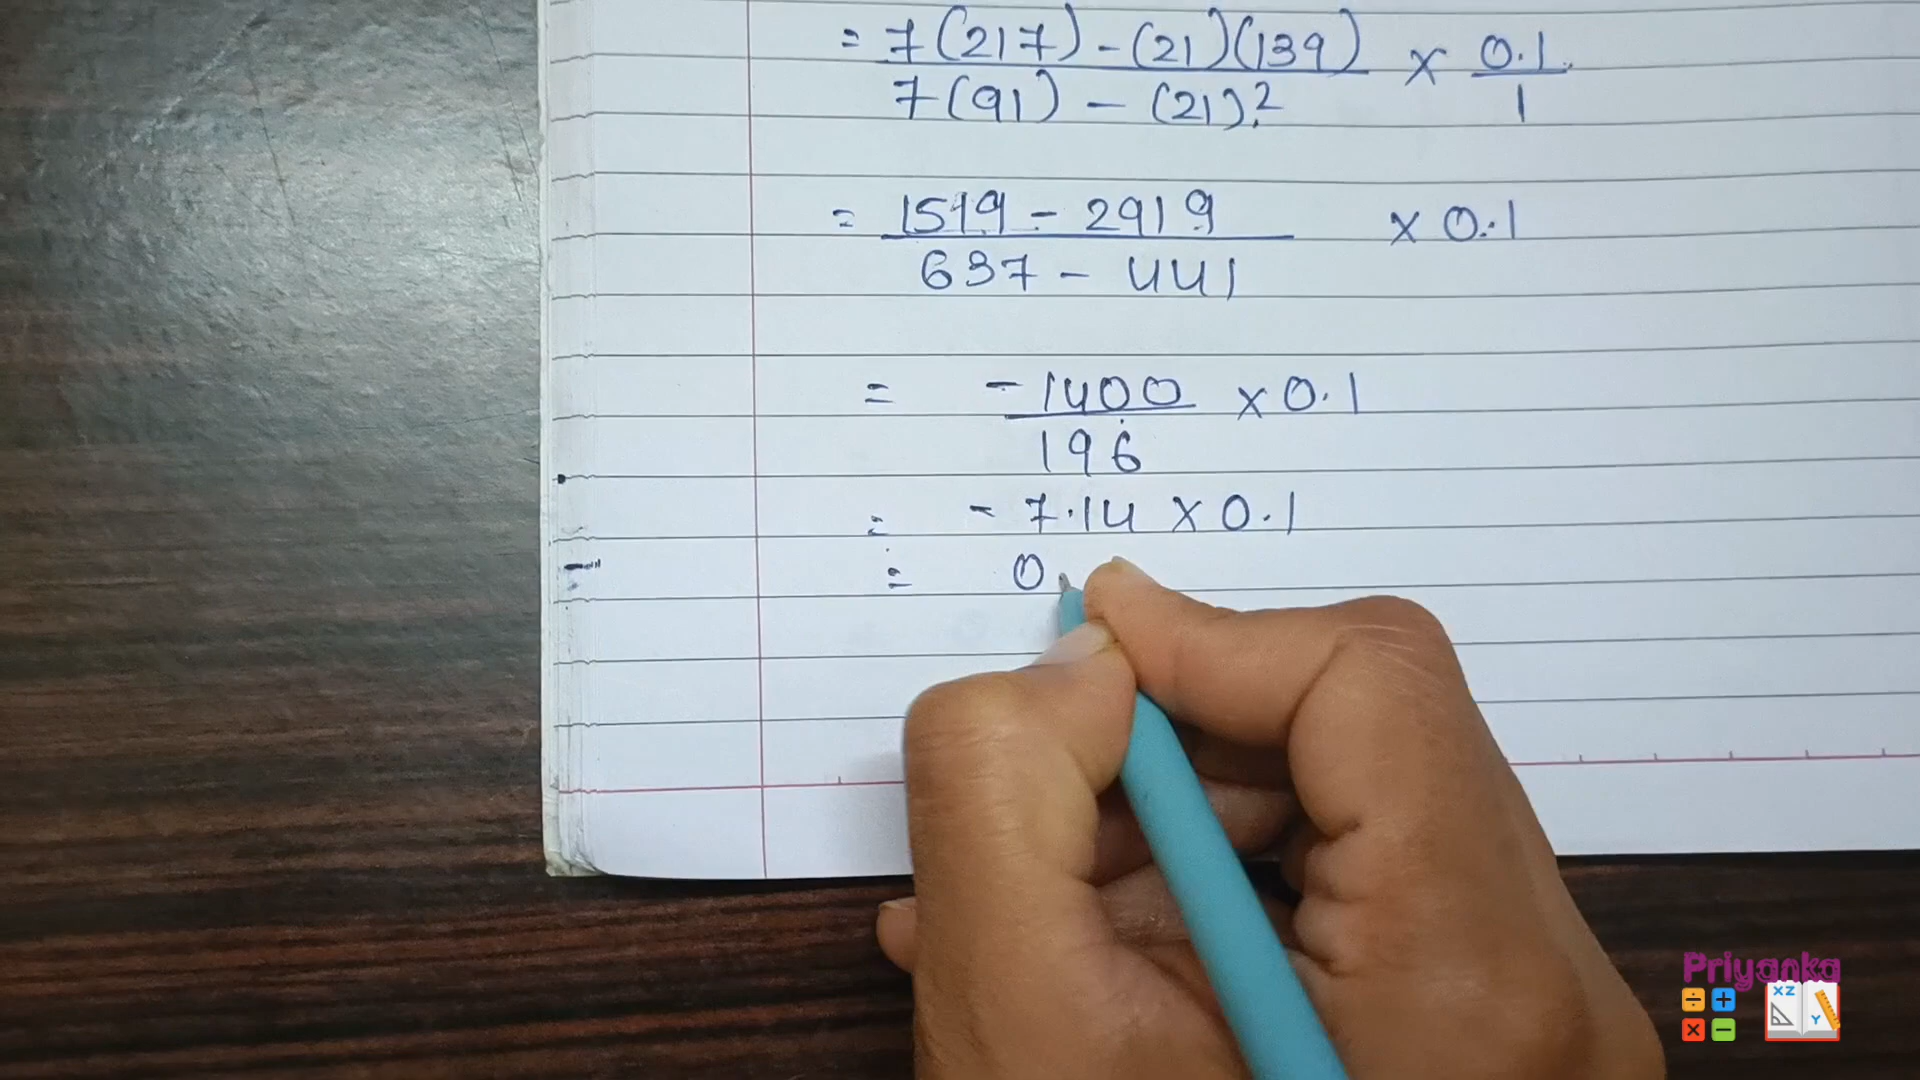 = 7(217) - (21)(139) / 7(91) - (21)² × 0.1 / 1
= 1519 - 2919 / 637 - 441 × 0.1
= -1400 / 196 × 0.1
= -7.14 × 0.1
= 0.
Priyanka
÷ + XZ
× - Y